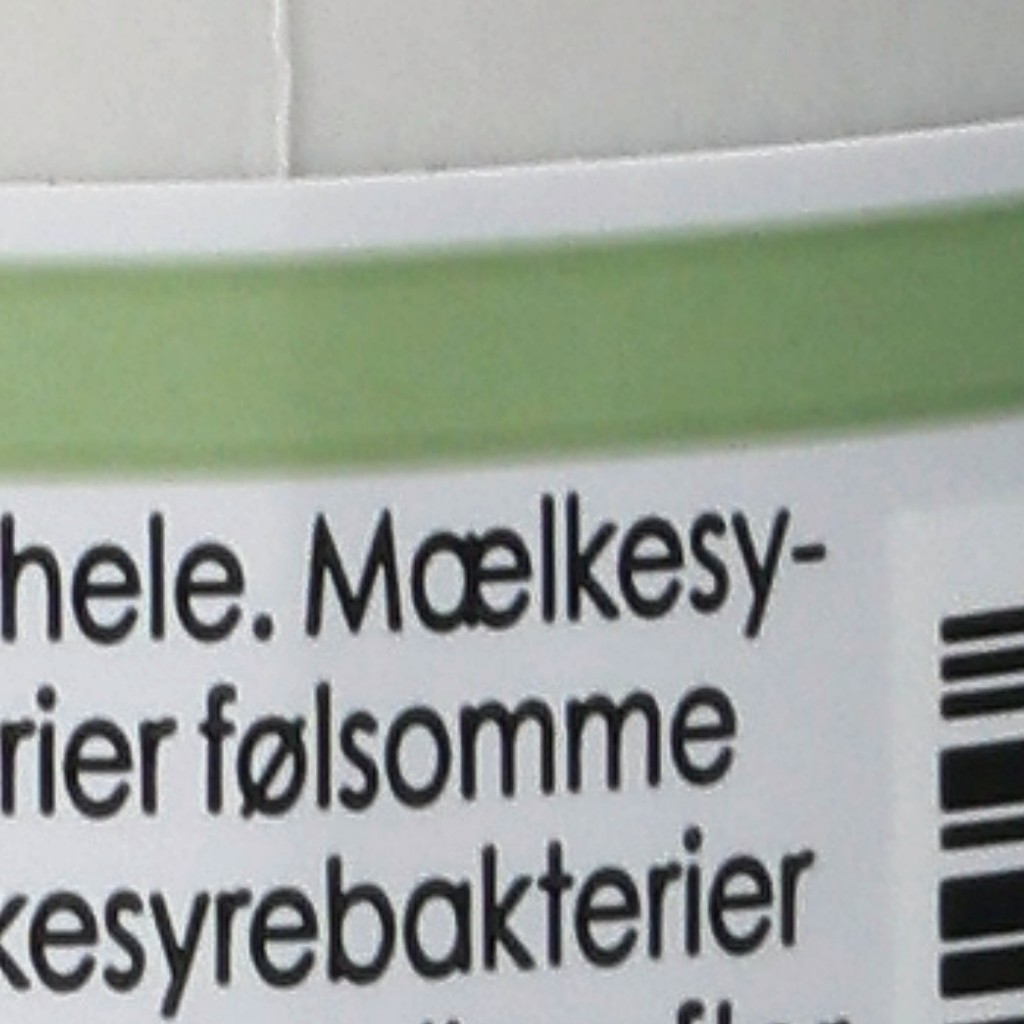 hele. Mælkesy-
rier følsomme
kesyrebakterier